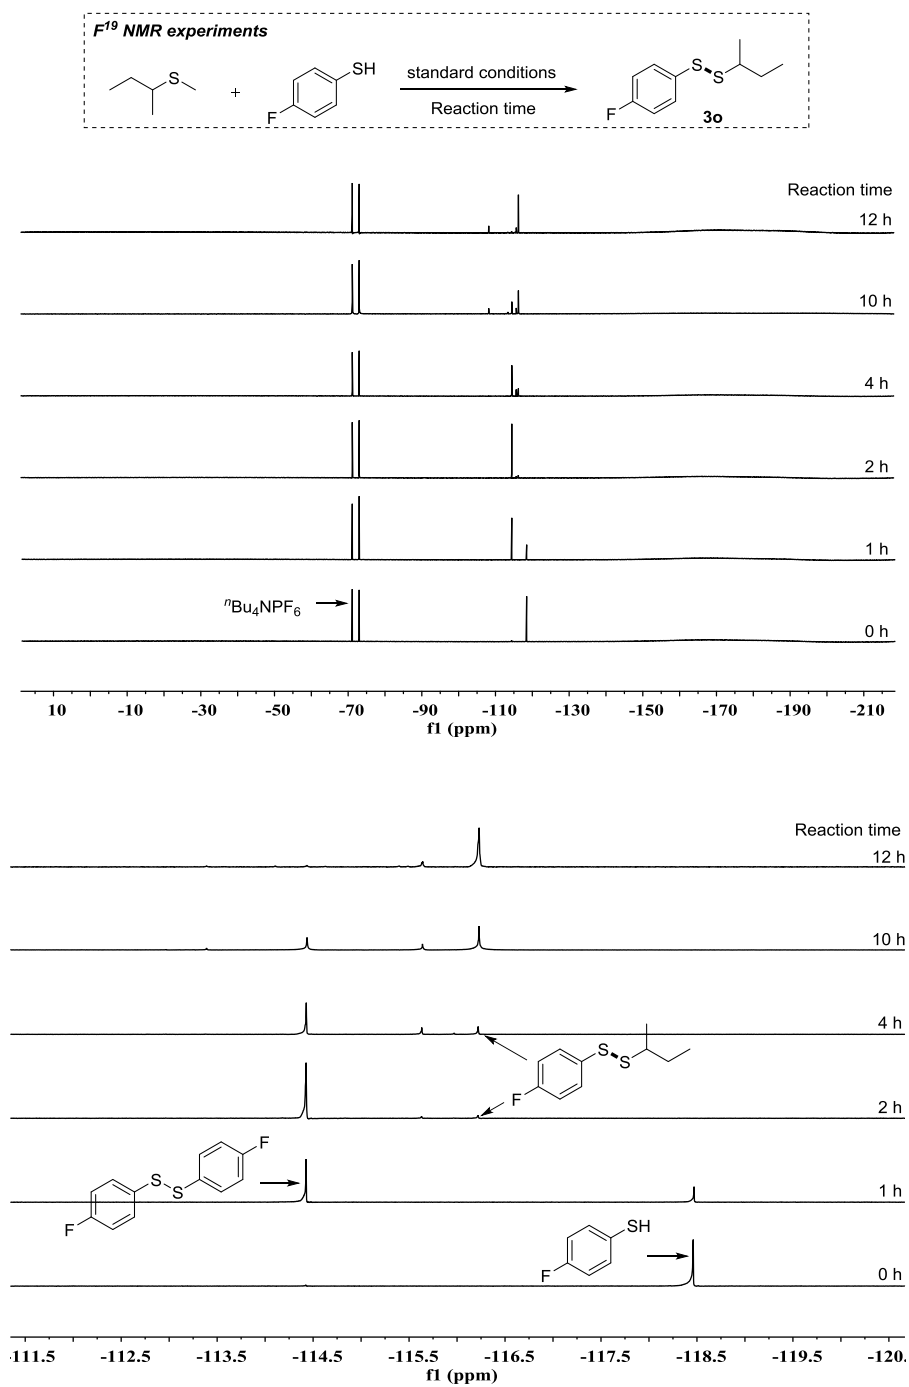 F19 NMR experiments
S
+
SH
F
standard conditions
Reaction time
S
S
F
3o
Reaction time
12 h
10 h
4 h
2 h
1 h
nBu4NPF6
0 h
10 -10 -30 -50 -70 -90 -110 -130 -150 -170 -190 -210
f1 (ppm)
Reaction time
12 h
10 h
4 h
S
S
F
2 h
F
S
S
F
1 h
SH
F
0 h
-111.5 -112.5 -113.5 -114.5 -115.5 -116.5 -117.5 -118.5 -119.5 -120.
f1 (ppm)